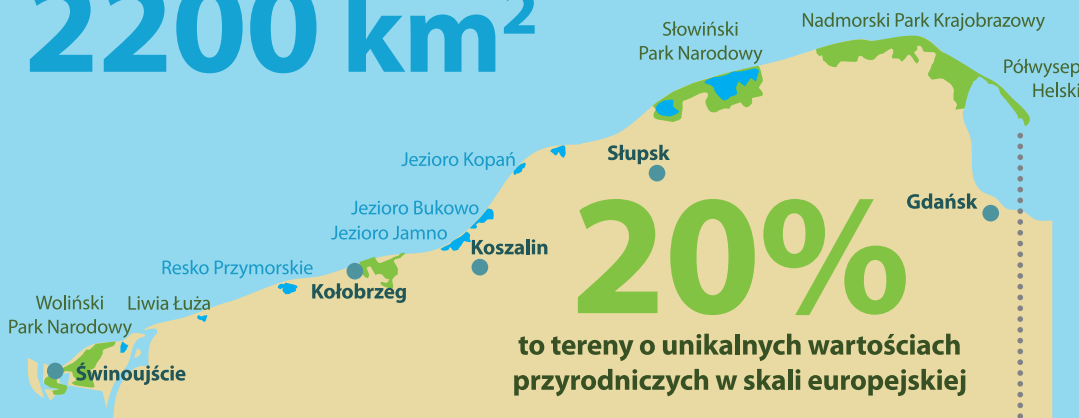 2200 km²
Nadmorski Park Krajobrazowy
Słowiński
Park Narodowy
Półwysep
Helski
Jezioro Kopań
Słupsk
Jezioro Bukowo
Gdańsk
Jezioro Jamno
Koszalin
Resko Przymorskie
Kołobrzeg
Woliński
Park Narodowy
Liwia Łuża
Świnoujście
20%
to tereny o unikalnych wartościach
przyrodniczych w skali europejskiej